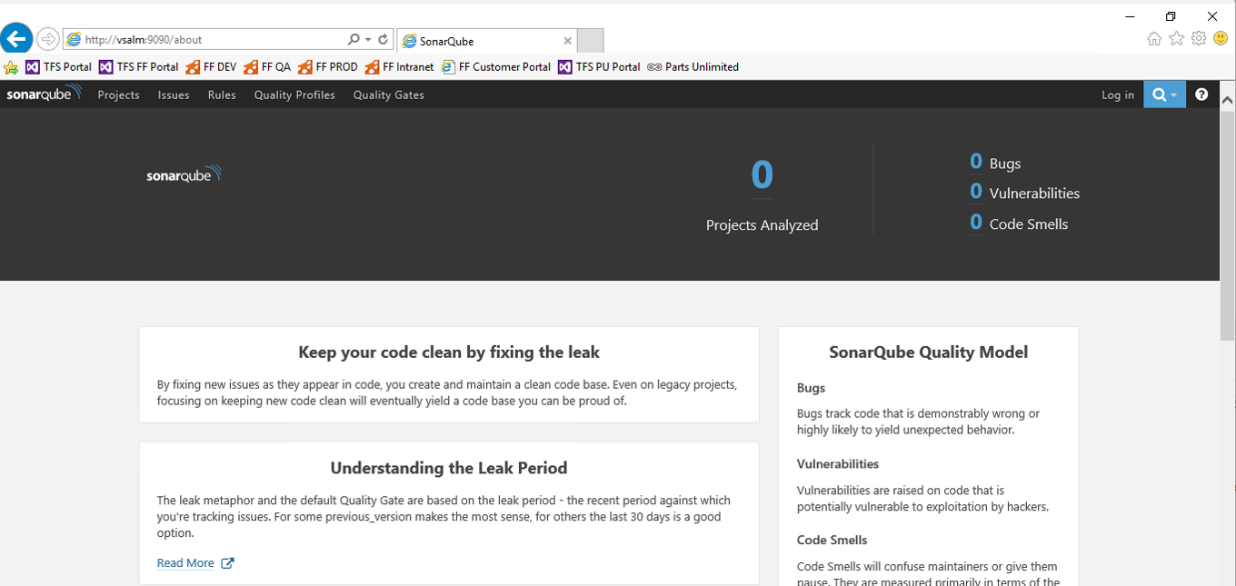 http://vsalm:9090/about
SonarQube
TFS Portal TFS FF Portal FF DEV FF QA FF PROD FF Intranet FF Customer Portal TFS PU Portal Parts Unlimited
sonarqube Projects Issues Rules Quality Profiles Quality Gates Log in
sonarqube
0
Projects Analyzed
0 Bugs
0 Vulnerabilities
0 Code Smells
Keep your code clean by fixing the leak
By fixing new issues as they appear in code, you create and maintain a clean code base. Even on legacy projects,
focusing on keeping new code clean will eventually yield a code base you can be proud of.
Understanding the Leak Period
The leak metaphor and the default Quality Gate are based on the leak period - the recent period against which
you're tracking issues. For some previous_version makes the most sense, for others the last 30 days is a good
option.
Read More
SonarQube Quality Model
Bugs
Bugs track code that is demonstrably wrong or
highly likely to yield unexpected behavior.
Vulnerabilities
Vulnerabilities are raised on code that is
potentially vulnerable to exploitation by hackers.
Code Smells
Code Smells will confuse maintainers or give them
pause. They are measured primarily in terms of the